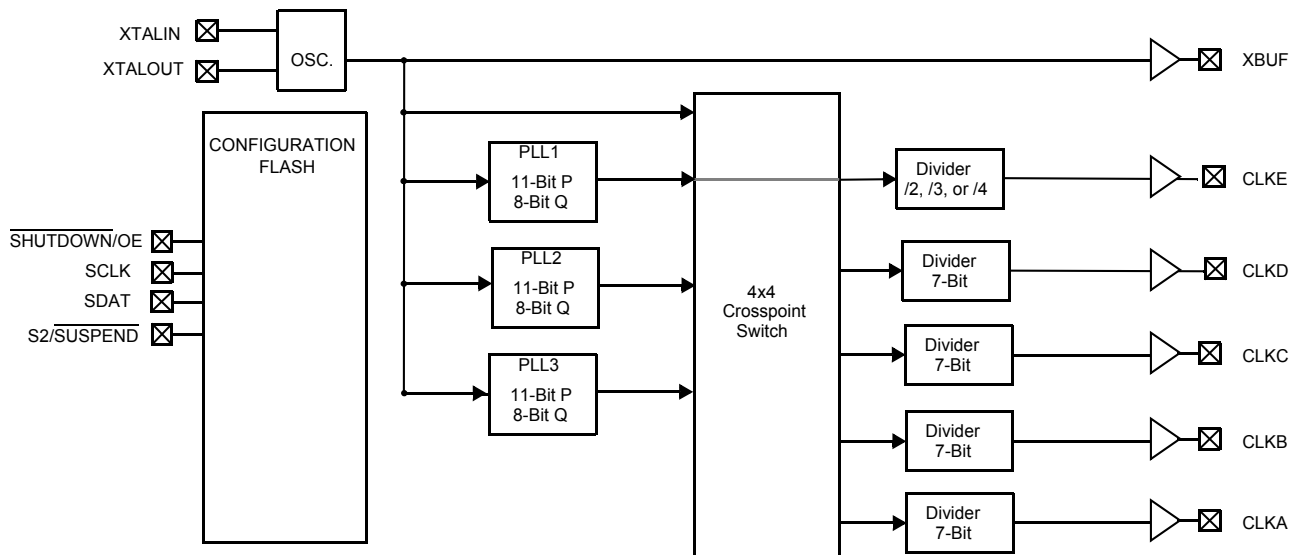 XTALIN
XTALOUT
OSC.
XBUF
CONFIGURATION
FLASH
SHUTDOWN/OE
SCLK
SDAT
S2/SUSPEND
PLL1
11-Bit P
8-Bit Q
PLL2
11-Bit P
8-Bit Q
PLL3
11-Bit P
8-Bit Q
4x4
Crosspoint
Switch
Divider
/2, /3, or /4
CLKE
Divider
7-Bit
CLKD
Divider
7-Bit
CLKC
Divider
7-Bit
CLKB
Divider
7-Bit
CLKA